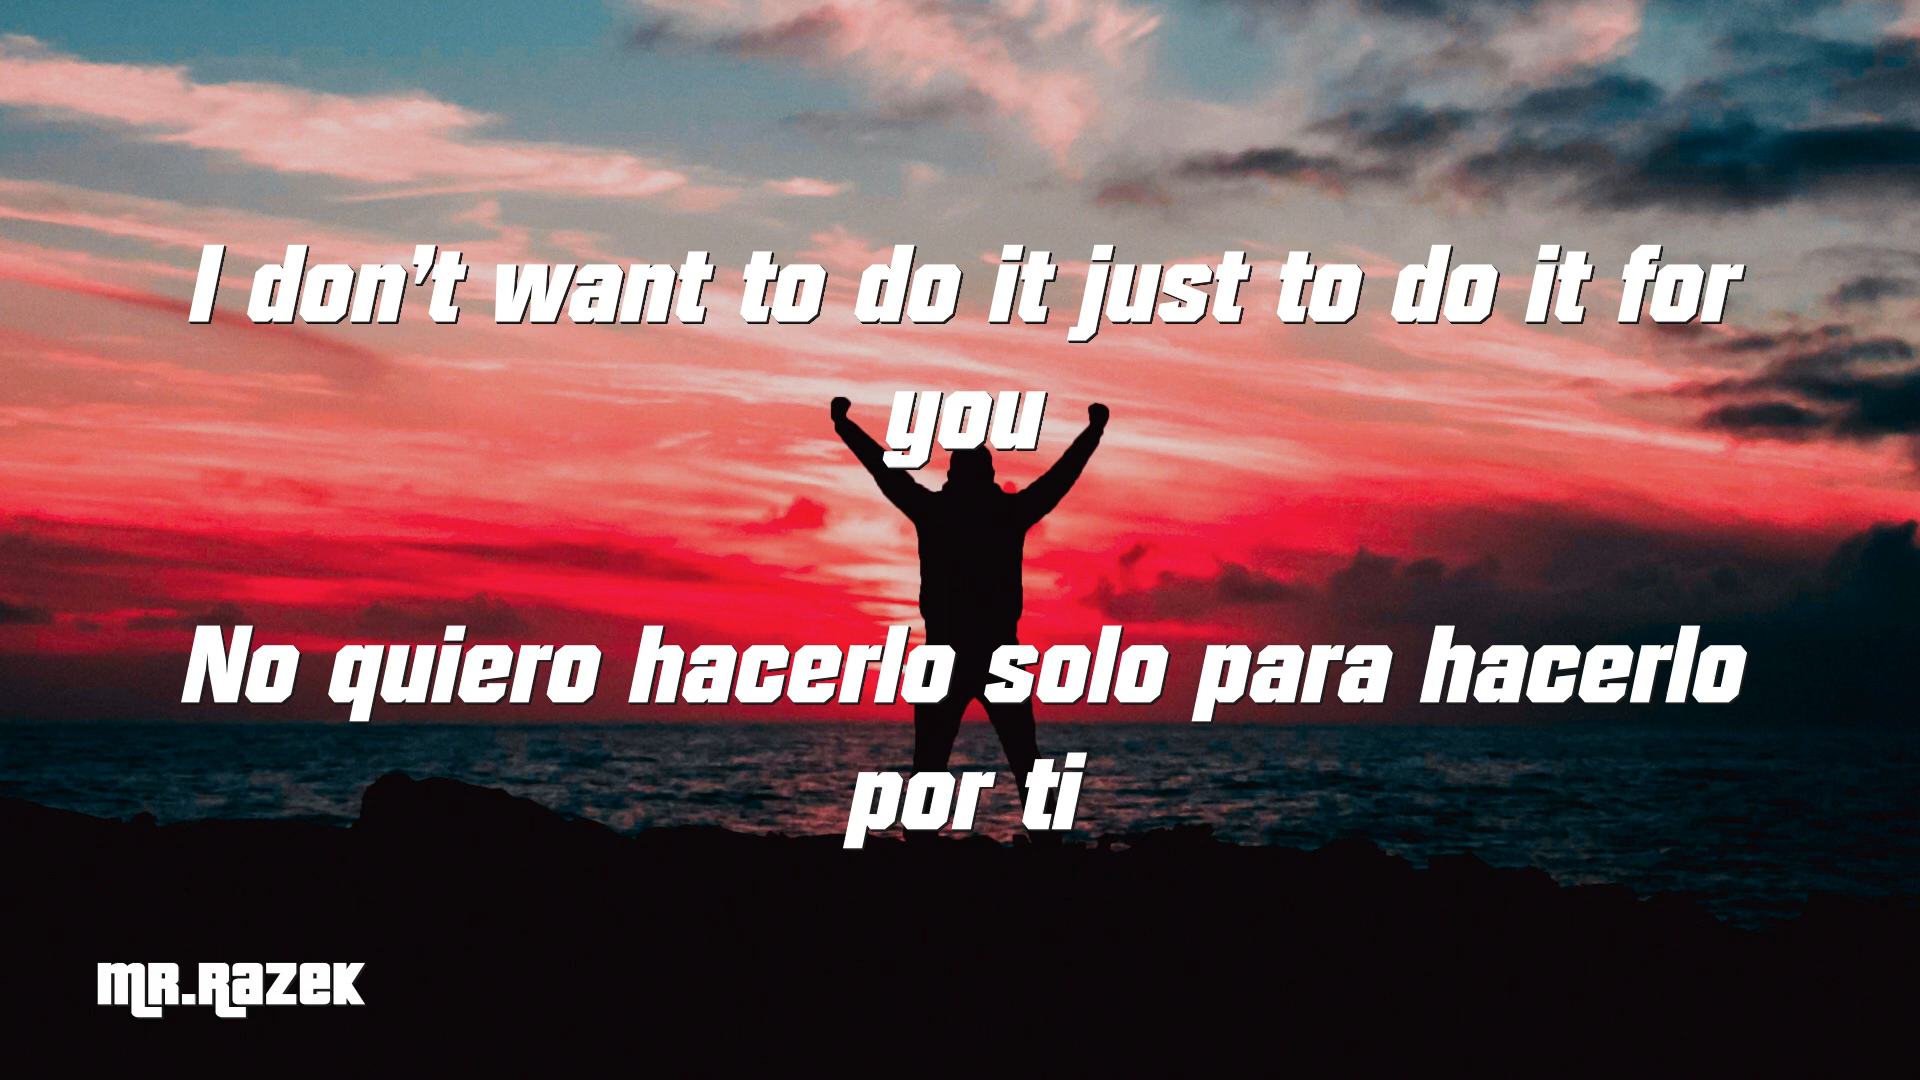 I don't want to do it just to do it for
you
No quiero hacerlo solo para hacerlo
por ti
MR.RAZEK